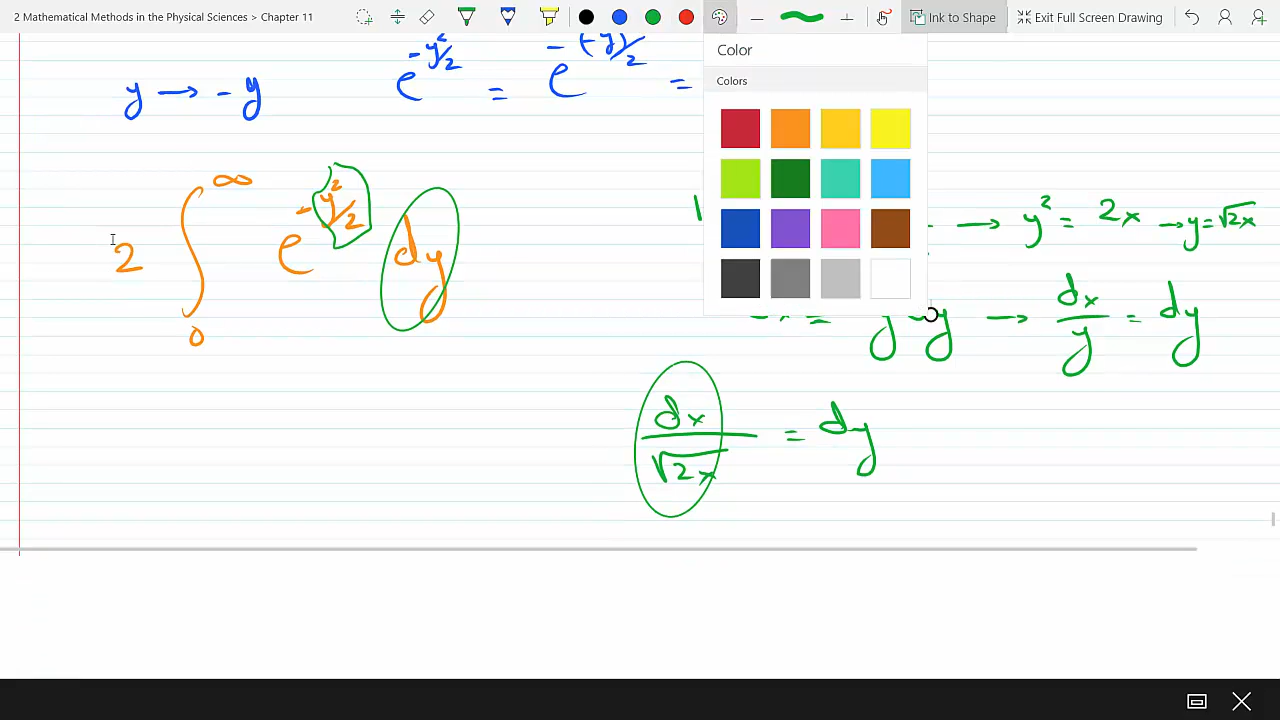 2 Mathematical Methods in the Physical Sciences > Chapter 11
Ink to Shape
Exit Full Screen Drawing
Color
Colors
y → -y e^{-y²/2} = e^{-(-y)²/2} =
2 ∫_0^∞ e^{-y²/2} dy
→ y² = 2x → y = √2x
= y dy → dx/y = dy
dx/√2x = dy